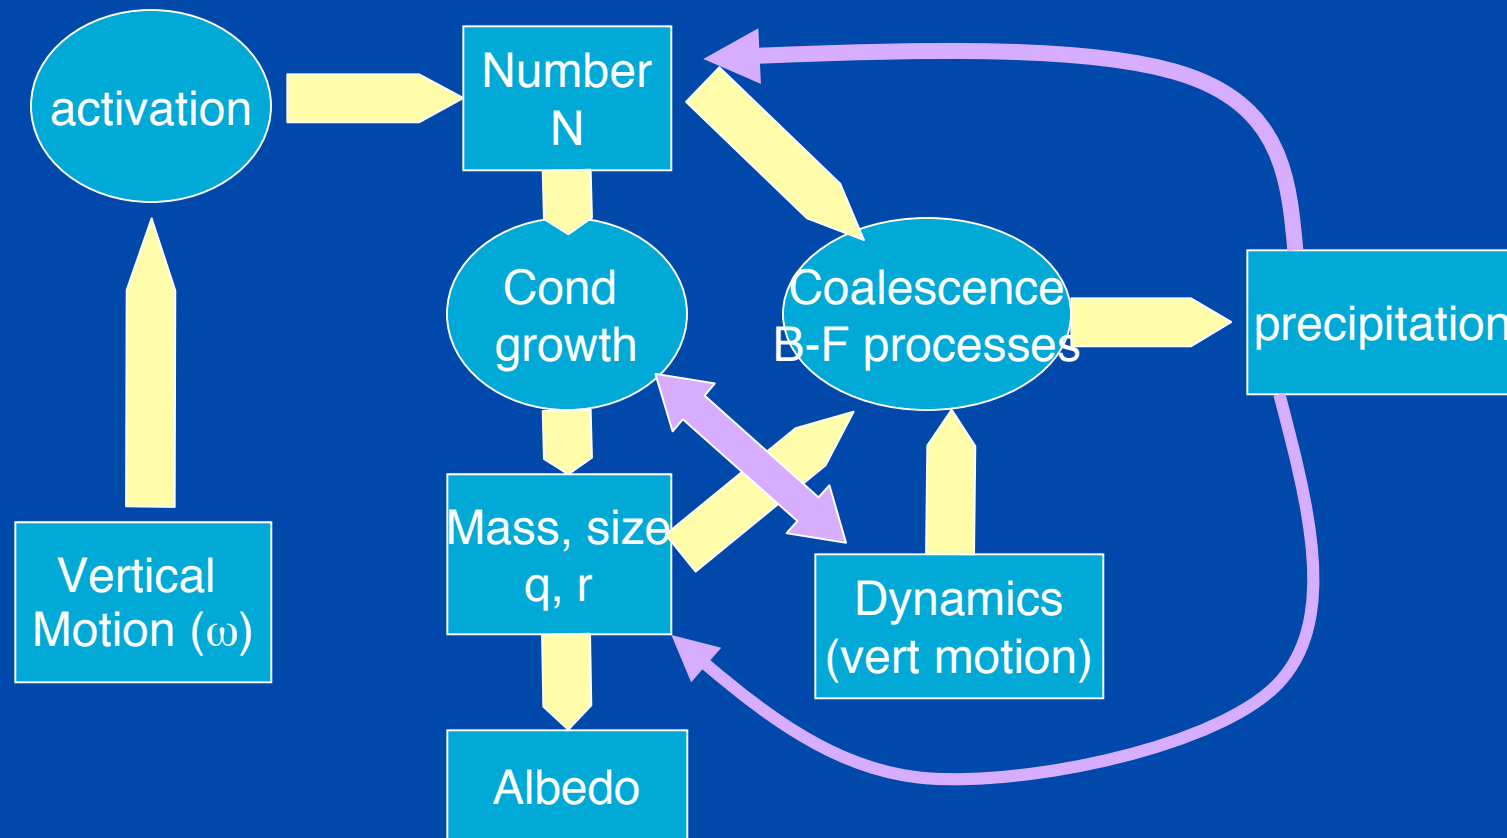 activation
Number
N
Cond
growth
Coalescence
B-F processes
precipitation
Mass, size
q, r
Vertical
Motion (ω)
Dynamics
(vert motion)
Albedo